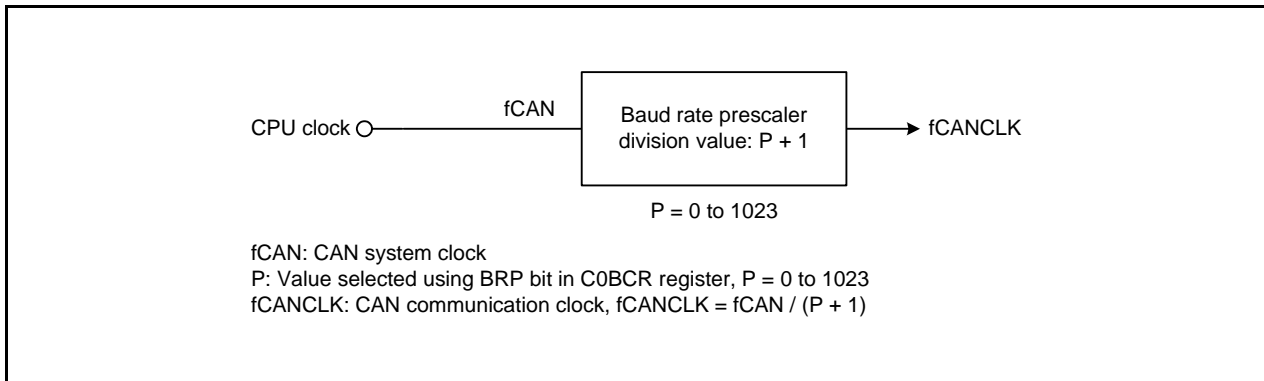 fCAN
CPU clock
Baud rate prescaler
division value: P + 1
fCANCLK
P = 0 to 1023
fCAN: CAN system clock
P: Value selected using BRP bit in C0BCR register, P = 0 to 1023
fCANCLK: CAN communication clock, fCANCLK = fCAN / (P + 1)